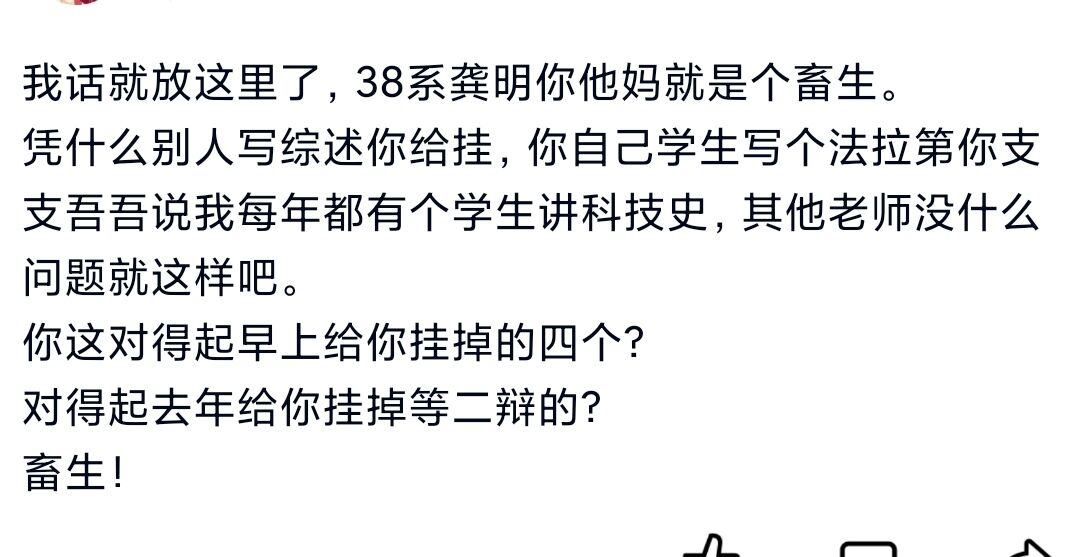 我话就放这里了, 38系龚明你他妈就是个畜生。
凭什么别人写综述你给挂, 你自己学生写个法拉第你支
支吾吾说我每年都有个学生讲科技史, 其他老师没什么
问题就这样吧。
你这对得起早上给你挂掉的四个?
对得起去年给你挂掉等二辩的?
畜生!